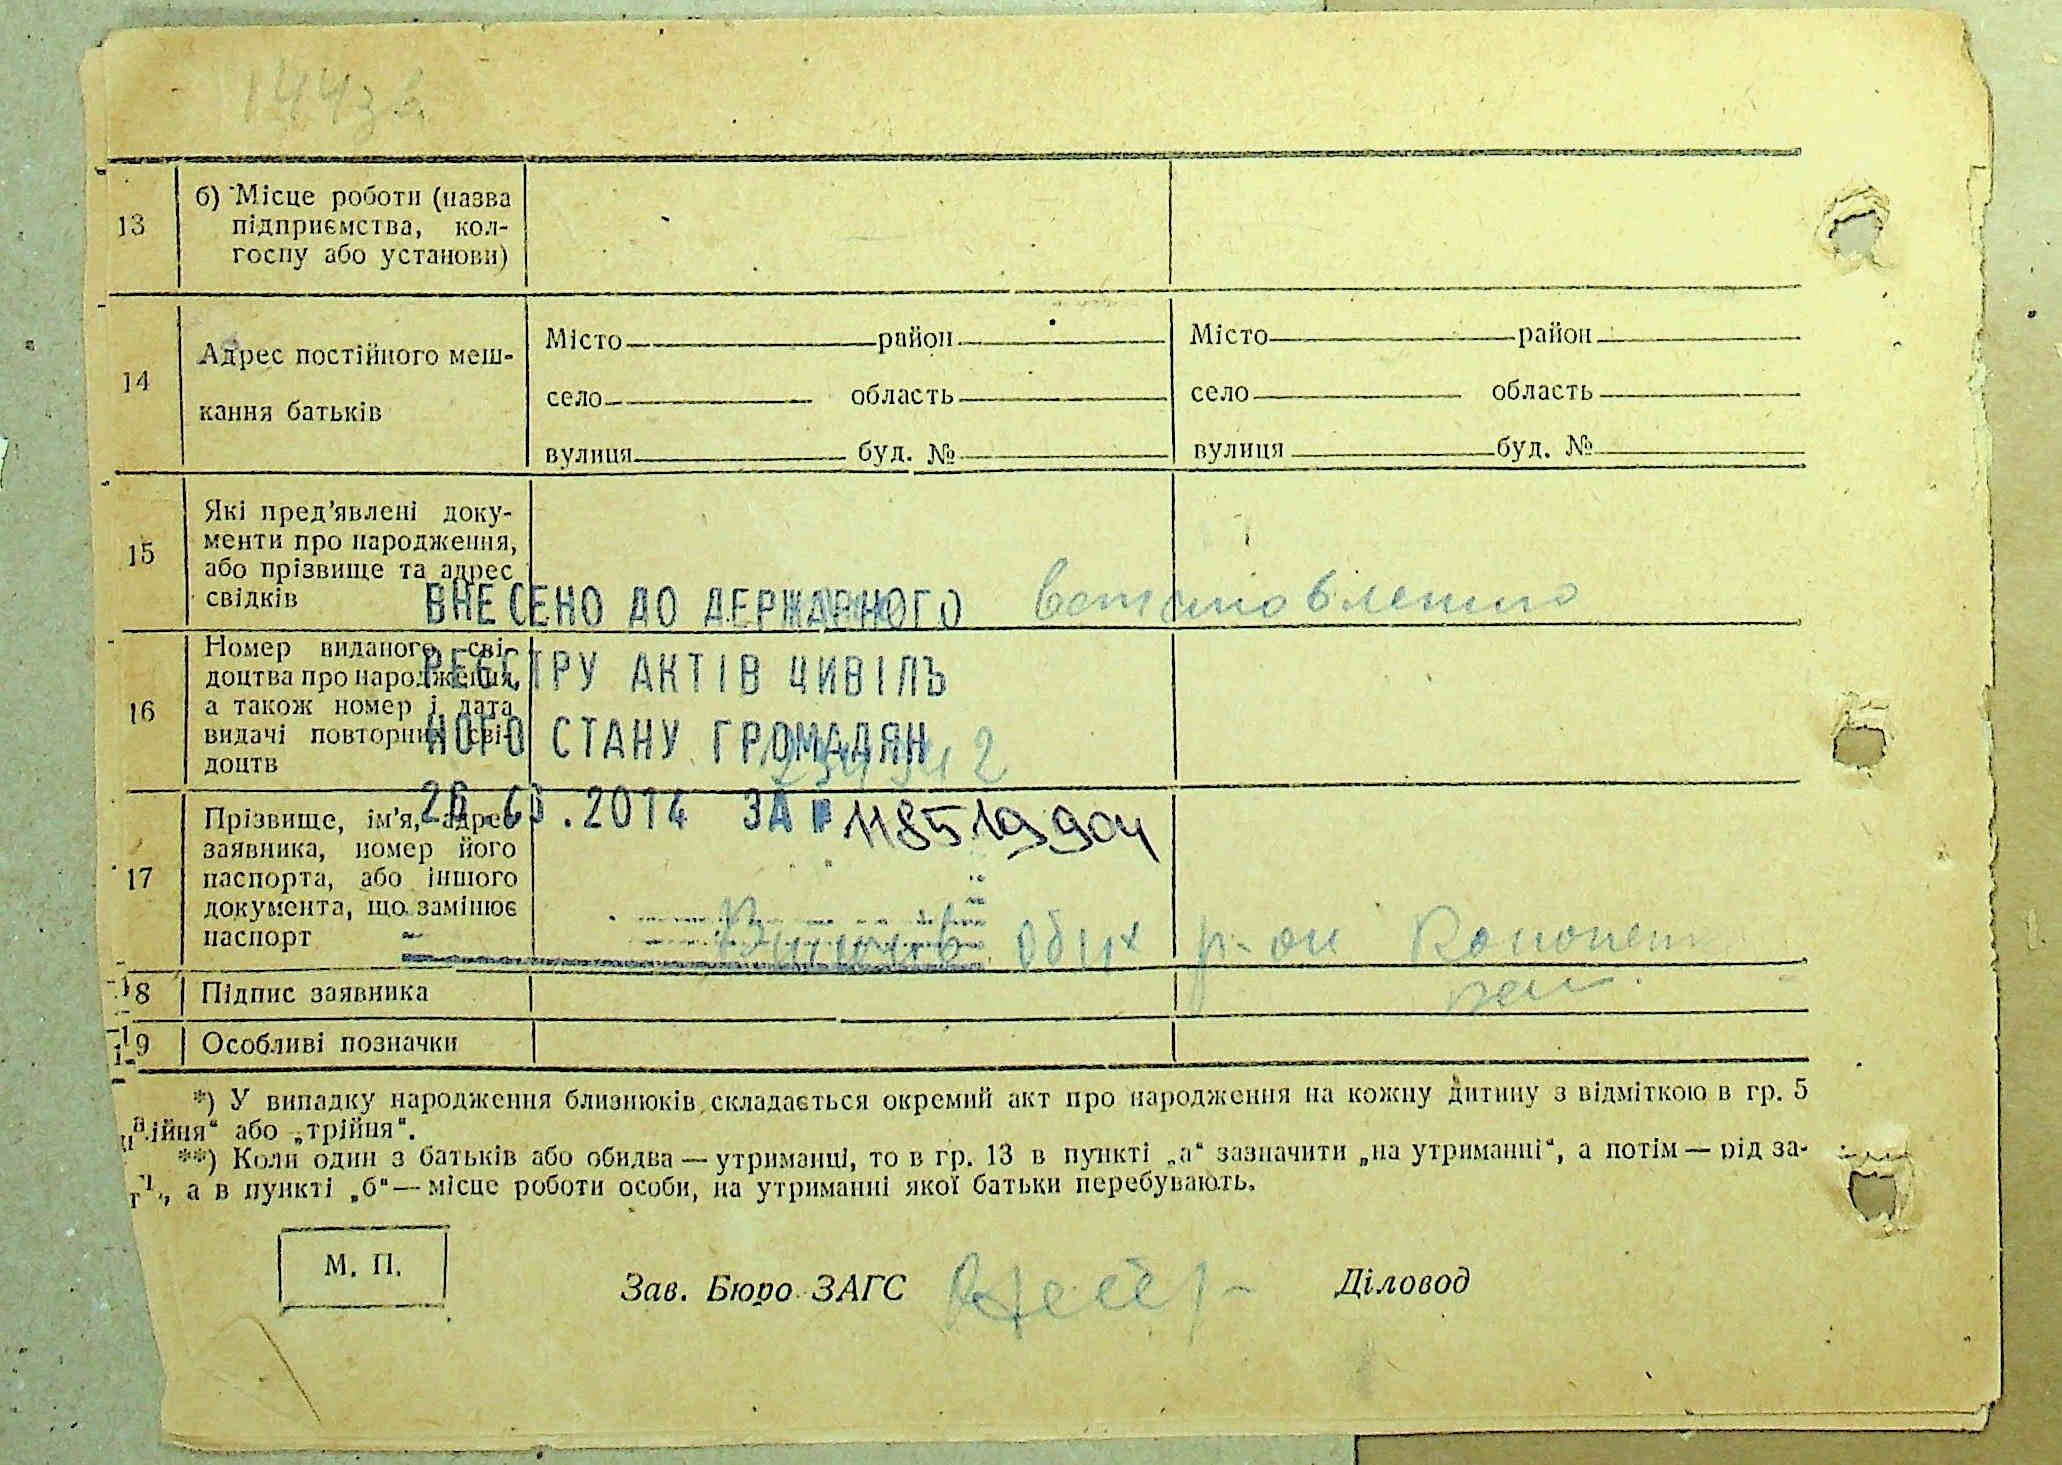 144зв.
13
б) Місце роботи (назва
підприємства, кол-
госпу або установи)
14
Адрес постійного меш-
кання батьків
Місто район
село область
вулиця буд. №
Місто район
село область
вулиця буд. №
15
Які пред'явлені доку-
менти про народження,
або прізвище та адрес
свідків
встановлению
16
Номер виданого сві-
доцтва про народження,
а також номер і дата
видачі повторних сві-
доцтв
ВНЕСЕНО ДО ДЕРЖАВНОГО
РЕЄСТРУ АКТІВ ЦИВІЛЬ
НОГО СТАНУ ГРОМАДЯН
.2014 ЗА № 118519904
17
Прізвище, ім'я, адрес
заявника, номер його
паспорта, або іншого
документа, що замінює
паспорт
обих р-он
18
Підпис заявника
19
Особливі позначки
*) У випадку народження близнюків складається окремий акт про народження на кожну дитину з відміткою в гр. 5
ійня“ або „трійня“.
**) Коли один з батьків або обидва — утриманці, то в гр. 13 в пункті „а“ зазначити „на утриманні“, а потім — рід за-
, а в пункті „б“ — місце роботи особи, на утриманні якої батьки перебувають.
М. П.
Зав. Бюро ЗАГС
Діловод